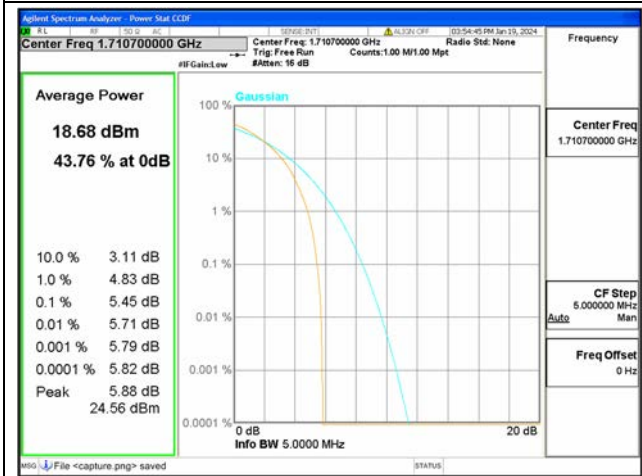 Agilent Spectrum Analyzer - Power Stat CCDF
RL RF 50 Ω AC SENSE:INT ALIGN OFF 03:54:45 PM Jan 19, 2024
Center Freq 1.710700000 GHz
Center Freq: 1.710700000 GHz Radio Std: None
Trig: Free Run Counts:1.00 M/1.00 Mpt
#IFGain:Low #Atten: 16 dB
Frequency
Average Power
18.68 dBm
43.76 % at 0dB
10.0 % 3.11 dB
1.0 % 4.83 dB
0.1 % 5.45 dB
0.01 % 5.71 dB
0.001 % 5.79 dB
0.0001 % 5.82 dB
Peak 5.88 dB
24.56 dBm
Gaussian
100 %
10 %
1 %
0.1 %
0.01 %
0.001 %
0.0001 %
0 dB 20 dB
Info BW 5.0000 MHz
Center Freq
1.710700000 GHz
CF Step
5.000000 MHz
Auto Man
Freq Offset
0 Hz
MSG File <capture.png> saved STATUS